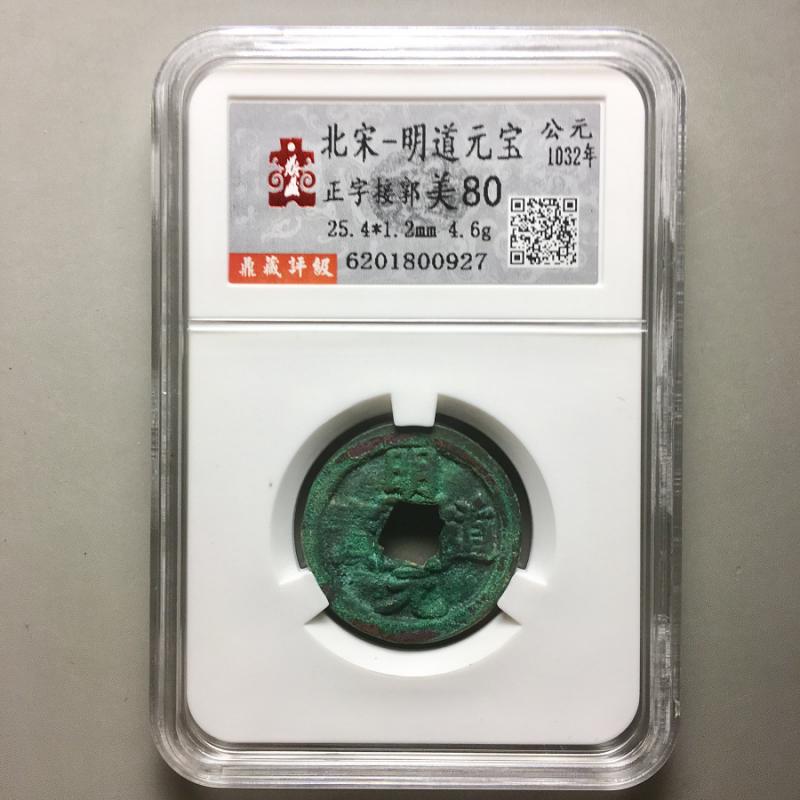 北宋-明道元宝
公元
1032年
正字接郭 美80
25.4*1.2mm 4.6g
鼎藏評級 6201800927
明道元